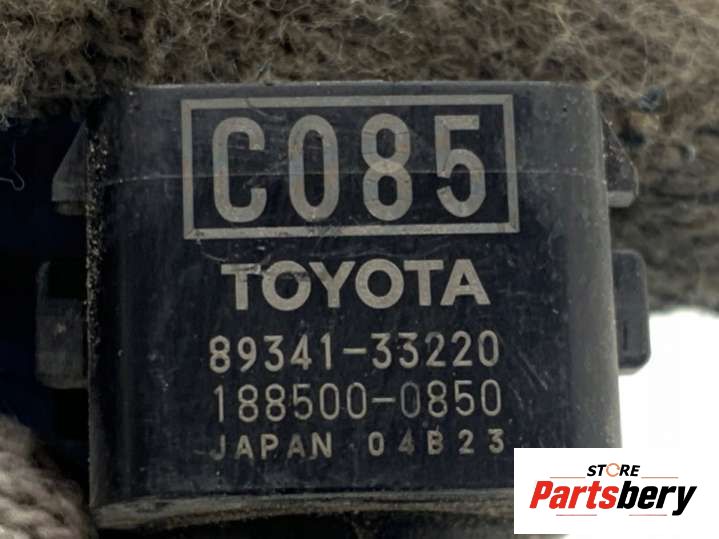 C085
TOYOTA
89341-33220
188500-0850
JAPAN 04B23
STORE
Partsbery